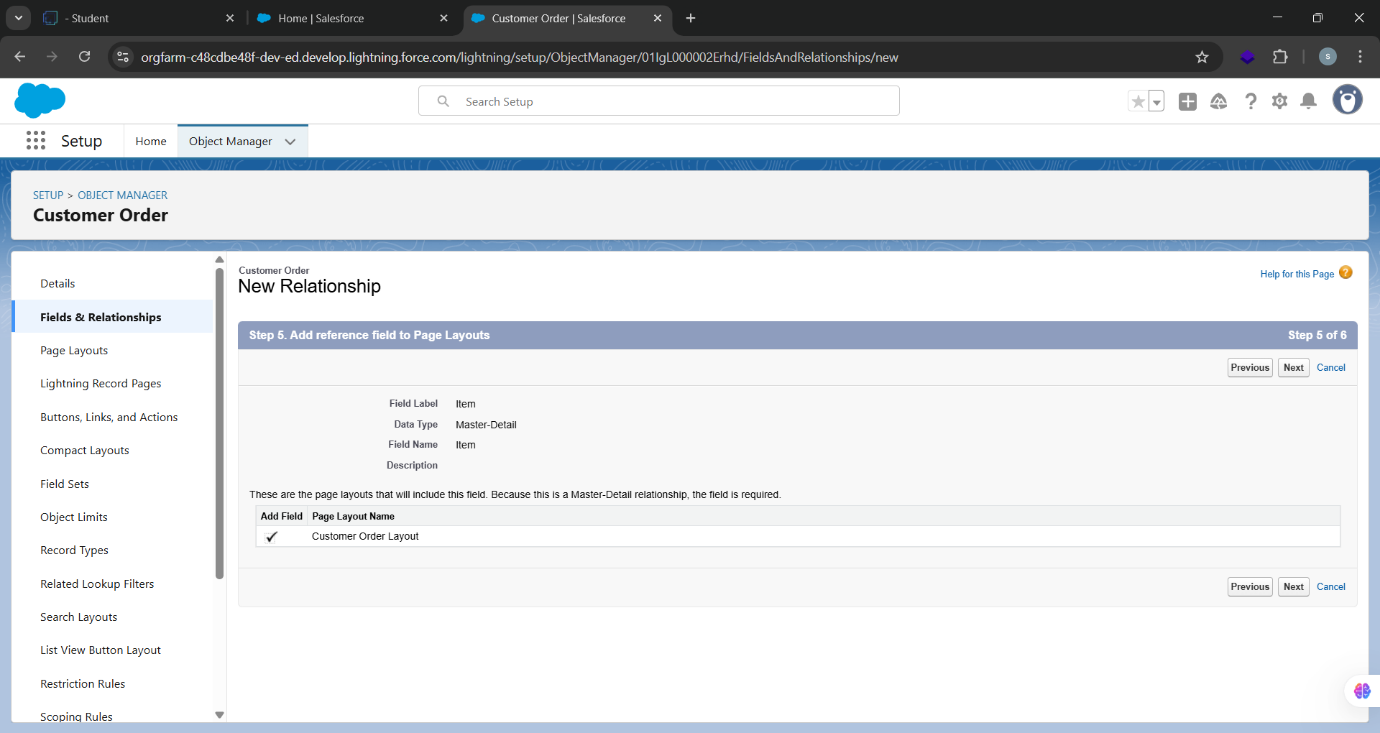 - Student
Home | Salesforce
Customer Order | Salesforce
orgfarm-c48cdbe48f-dev-ed.develop.lightning.force.com/lightning/setup/ObjectManager/01IgL000002Erhd/FieldsAndRelationships/new
S
Search Setup
Setup
Home
Object Manager
SETUP > OBJECT MANAGER
Customer Order
Details
Fields & Relationships
Page Layouts
Lightning Record Pages
Buttons, Links, and Actions
Compact Layouts
Field Sets
Object Limits
Record Types
Related Lookup Filters
Search Layouts
List View Button Layout
Restriction Rules
Scoping Rules
Customer Order
New Relationship
Help for this Page ?
Step 5. Add reference field to Page Layouts Step 5 of 6
Previous Next Cancel
Field Label Item
Data Type Master-Detail
Field Name Item
Description
These are the page layouts that will include this field. Because this is a Master-Detail relationship, the field is required.
Add Field Page Layout Name
Customer Order Layout
Previous Next Cancel